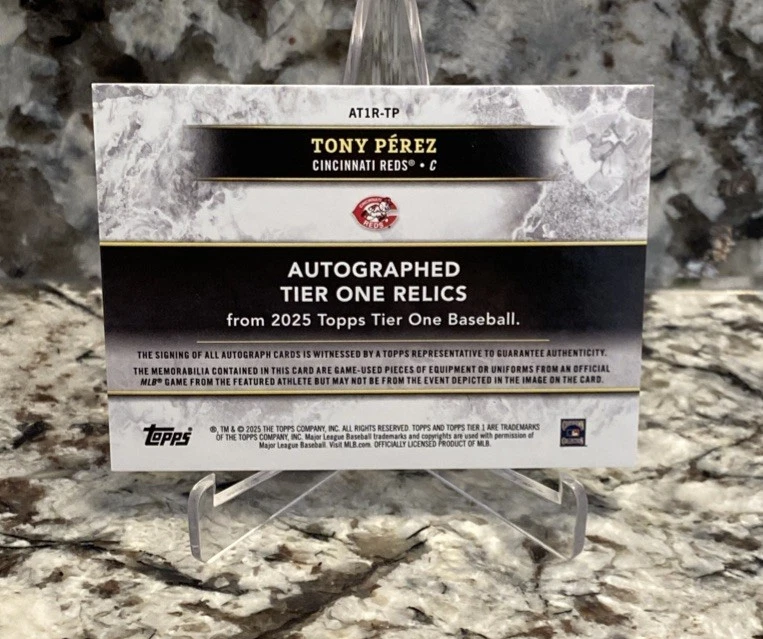 AT1R-TP
TONY PÉREZ
CINCINNATI REDS® • C
REDS
AUTOGRAPHED
TIER ONE RELICS
from 2025 Topps Tier One Baseball.
THE SIGNING OF ALL AUTOGRAPH CARDS IS WITNESSED BY A TOPPS REPRESENTATIVE TO GUARANTEE AUTHENTICITY.
THE MEMORABILIA CONTAINED IN THIS CARD ARE GAME-USED PIECES OF EQUIPMENT OR UNIFORMS FROM AN OFFICIAL
MLB® GAME FROM THE FEATURED ATHLETE BUT MAY NOT BE FROM THE EVENT DEPICTED IN THE IMAGE ON THE CARD.
Topps
®, TM & © 2025 THE TOPPS COMPANY, INC. ALL RIGHTS RESERVED. TOPPS AND TOPPS TIER 1 ARE TRADEMARKS
OF THE TOPPS COMPANY, INC. Major League Baseball trademarks and copyrights are used with permission of
Major League Baseball. Visit MLB.com. OFFICIALLY LICENSED PRODUCT OF MLB.